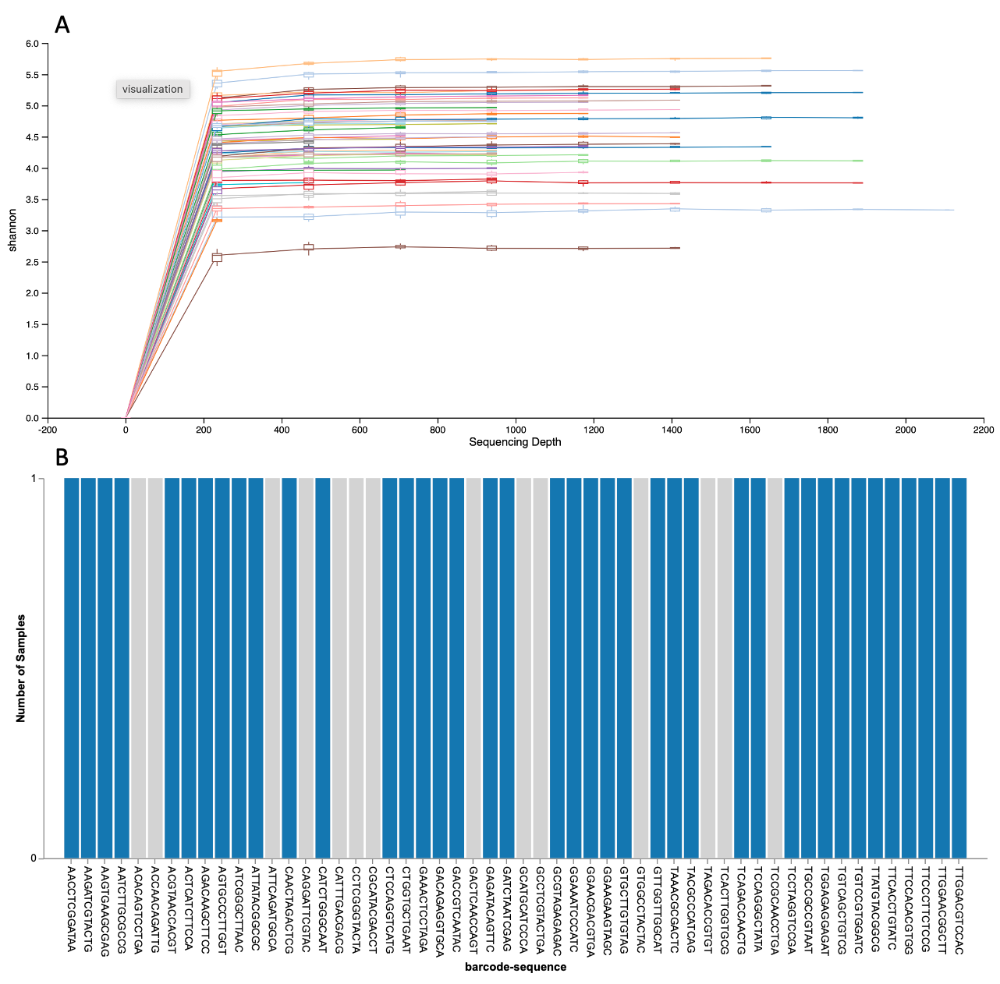 A
6.0
5.5
visualization
5.0
4.5
4.0
3.5
3.0
2.5
2.0
1.5
1.0
0.5
0.0
shannon
-200 0 200 400 600 800 1000 1200 1400 1600 1800 2000 2200
Sequencing Depth
B
1
0
Number of Samples
AACCTCGGATAA
AAGATCGTACTG
AAGTGAAGCGAG
AATCTTGCGCCG
ACACAGTCCTGA
ACCAACAGATTG
ACGTAACCACGT
ACTCATCTTCCA
AGACAAGCTTCC
AGTGCCCTTGGT
ATCGGGCTTAAC
ATTATACGGCGC
ATTCAGATGGCA
CAACTAGACTCG
CAGGATTCGTAC
CATCTGGGCAAT
CATTTGACGACG
CCTCGGGTACTA
CGCATACGACCT
CTCCAGGTCATG
CTGGTGCTGAAT
GAAACTCCTAGA
GACAGAGGTGCA
GACCGTCAATAC
GACTCAACCAGT
GAGATACAGTTC
GATCTAATCGAG
GCATCATCCCCA
GCCTCGTACTGA
GCGTAGAGAGAC
GGAAATCCCATC
GGAACGACGTGA
GGAAGAAGTAGC
GTGCTTGTGTAG
GTGGCCTACTAC
GTTGGTTGGCAT
TAAACGCGACTC
TACGCCCATCAG
TAGACACCGTGT
TCACTTGGTGCG
TCAGACCAACTG
TCCAGGGCTATA
TCCGCAACCTGA
TCCTAGGTCCGA
TGCCGCCGTAAT
TGGAGAGGAGAT
TGTCAGCTGTCG
TGTCCGTGGATC
TTATGTACGGCG
TTCACCTGTATC
TTCCACACGTGG
TTCCCTTCTCCG
TTGGAACGGCTT
TTGGACGTCCAC
barcode-sequence